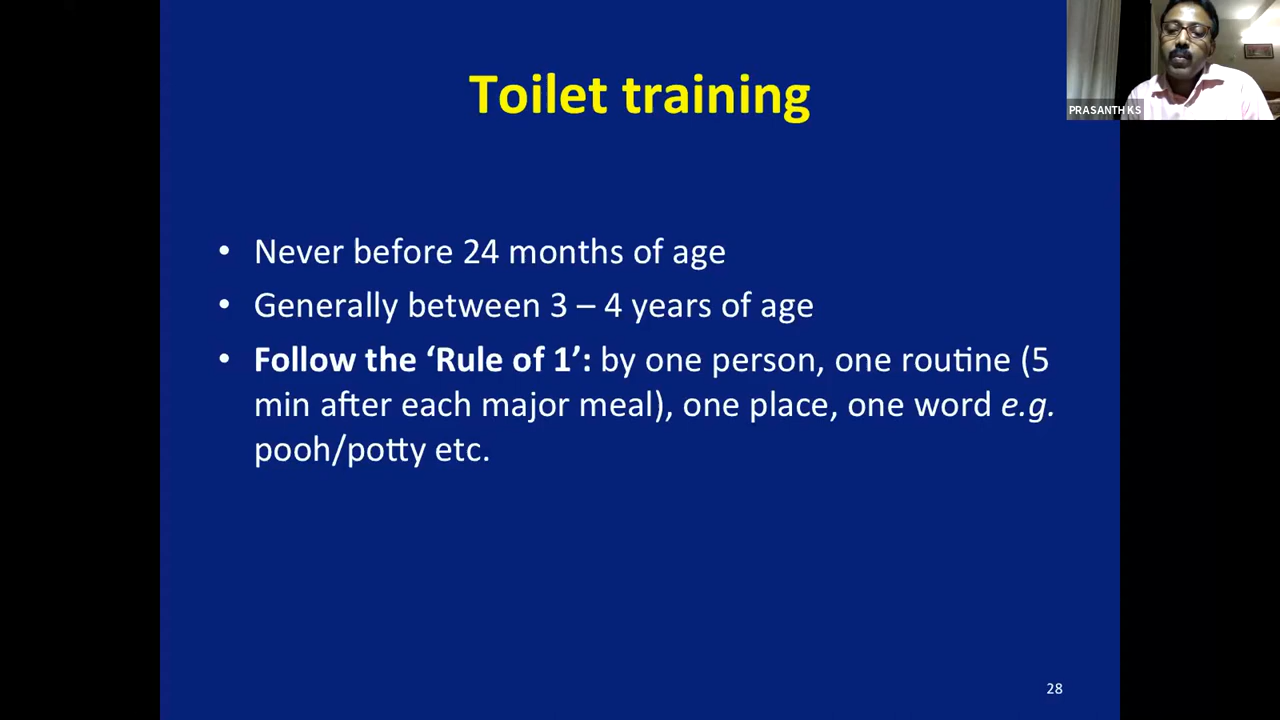 Toilet training
PRASANTH KS
• Never before 24 months of age
• Generally between 3 – 4 years of age
• Follow the ‘Rule of 1’: by one person, one routine (5
min after each major meal), one place, one word e.g.
pooh/potty etc.
28